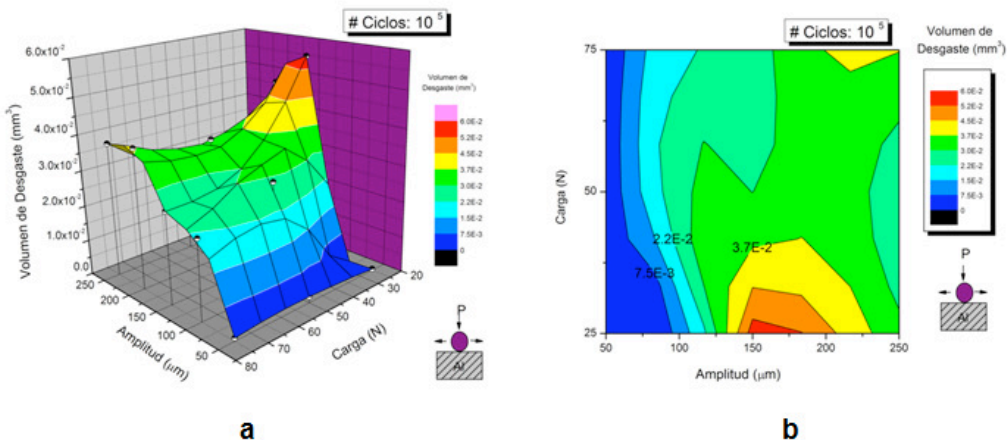 # Ciclos: 10 5
6.0x10-2
5.0x10-2
4.0x10-2
3.0x10-2
2.0x10-2
1.0x10-2
0.0
Volumen de Desgaste (mm3)
250
200
150
100
50
Amplitud (μm)
80
70
60
50
40
30
20
Carga (N)
Volumen de
Desgaste (mm3)
6.0E-2
5.2E-2
4.5E-2
3.7E-2
3.0E-2
2.2E-2
1.5E-2
7.5E-3
0
P
Al
a
# Ciclos: 10 5
75
50
25
Carga (N)
2.2E-2
3.7E-2
7.5E-3
50
100
150
200
250
Amplitud (μm)
Volumen de
Desgaste (mm3)
6.0E-2
5.2E-2
4.5E-2
3.7E-2
3.0E-2
2.2E-2
1.5E-2
7.5E-3
0
P
Al
b